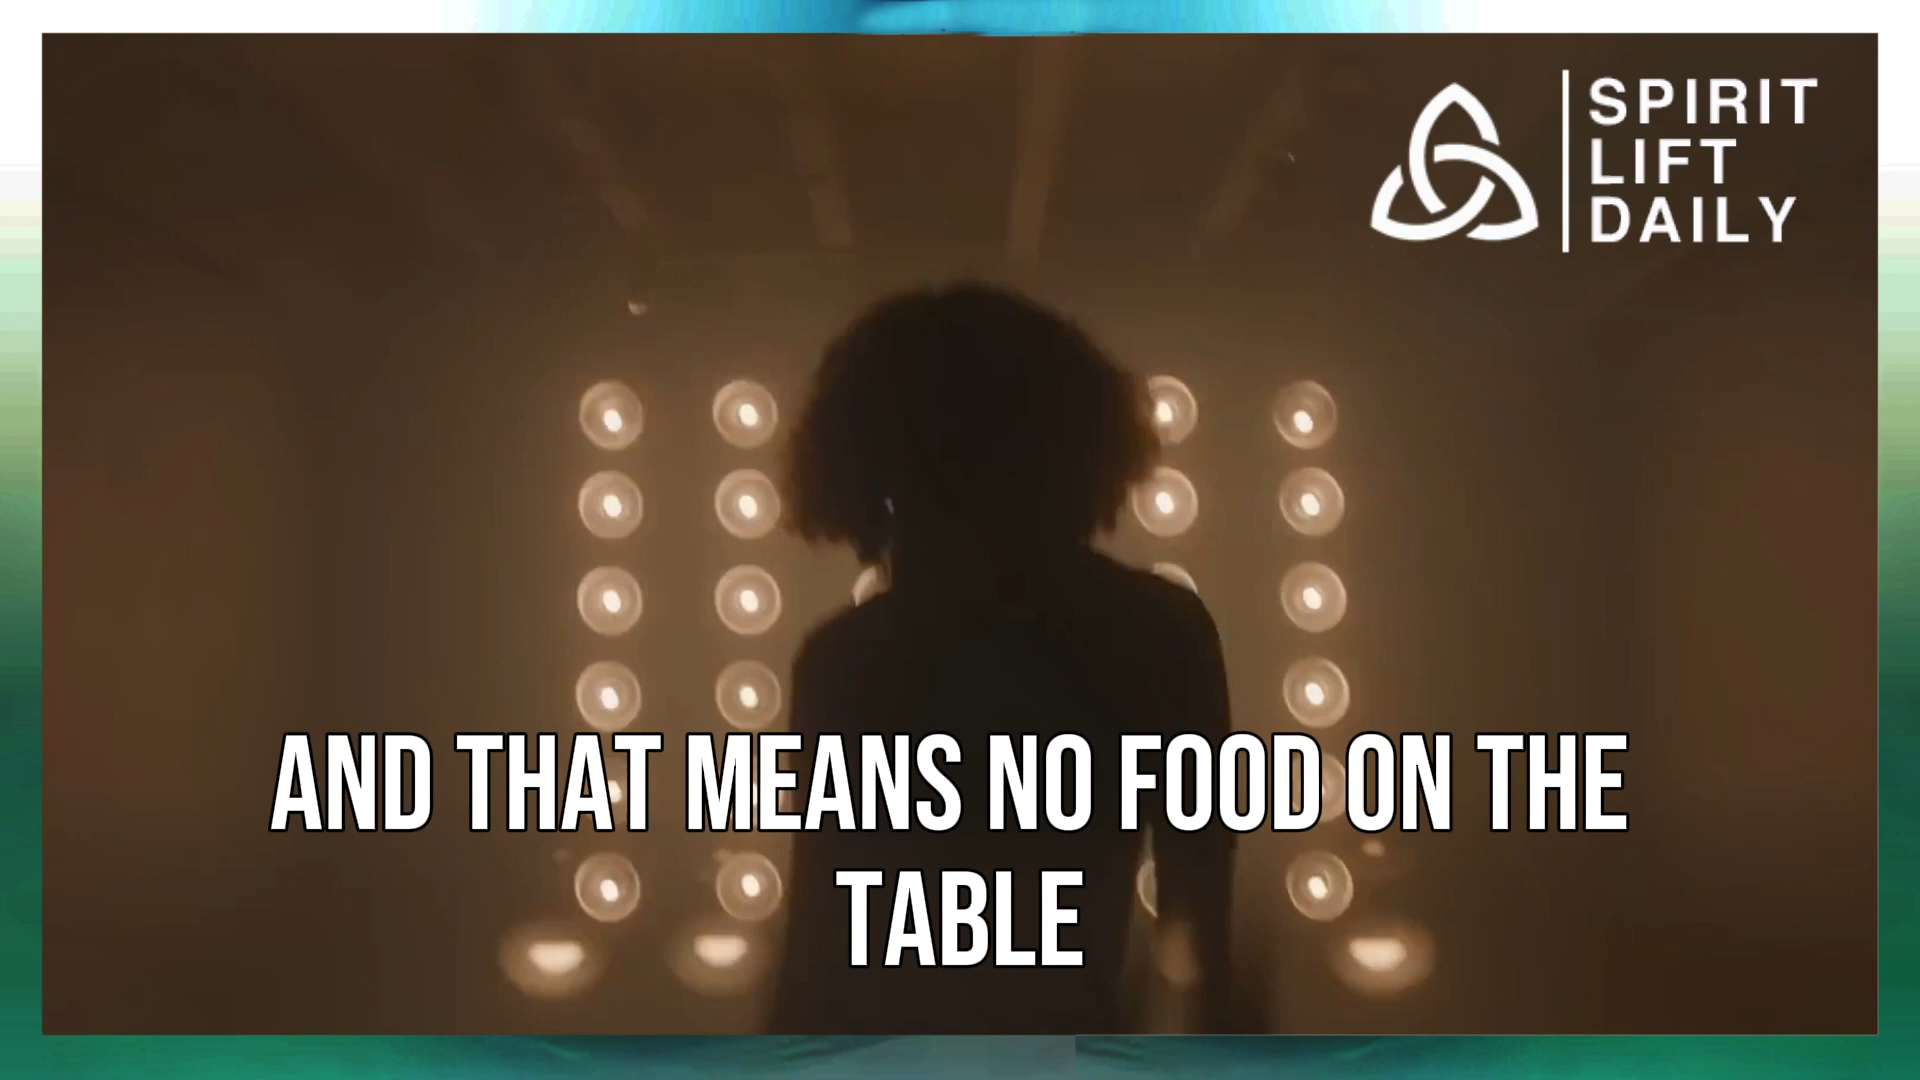 SPIRIT
LIFT
DAILY
AND THAT MEANS NO FOOD ON THE
TABLE